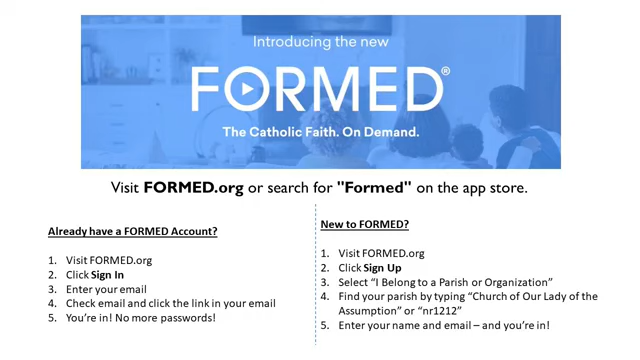 Introducing the new
FORMED®
The Catholic Faith. On Demand.
Visit FORMED.org or search for "Formed" on the app store.
Already have a FORMED Account?
1. Visit FORMED.org
2. Click Sign In
3. Enter your email
4. Check email and click the link in your email
5. You're in! No more passwords!
New to FORMED?
1. Visit FORMED.org
2. Click Sign Up
3. Select “I Belong to a Parish or Organization”
4. Find your parish by typing “Church of Our Lady of the
Assumption” or “nr1212”
5. Enter your name and email – and you're in!